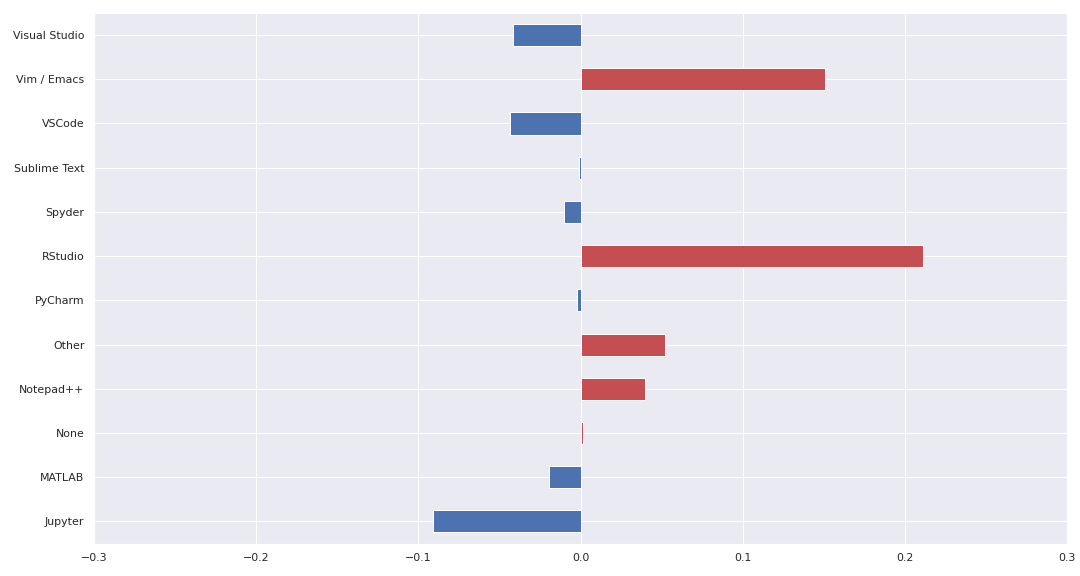 Visual Studio
Vim / Emacs
VSCode
Sublime Text
Spyder
RStudio
PyCharm
Other
Notepad++
None
MATLAB
Jupyter
−0.3 −0.2 −0.1 0.0 0.1 0.2 0.3